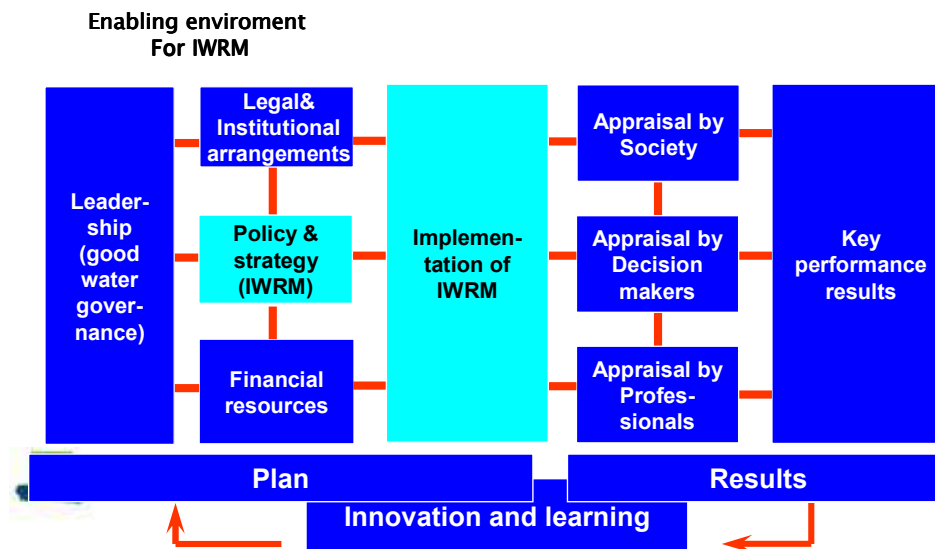 Enabling enviroment
For IWRM
Leader-
ship
(good
water
gover-
nance)
Legal&
Institutional
arrangements
Policy &
strategy
(IWRM)
Financial
resources
Implemen-
tation of
IWRM
Appraisal by
Society
Appraisal by
Decision
makers
Appraisal by
Profes-
sionals
Key
performance
results
Plan
Results
Innovation and learning